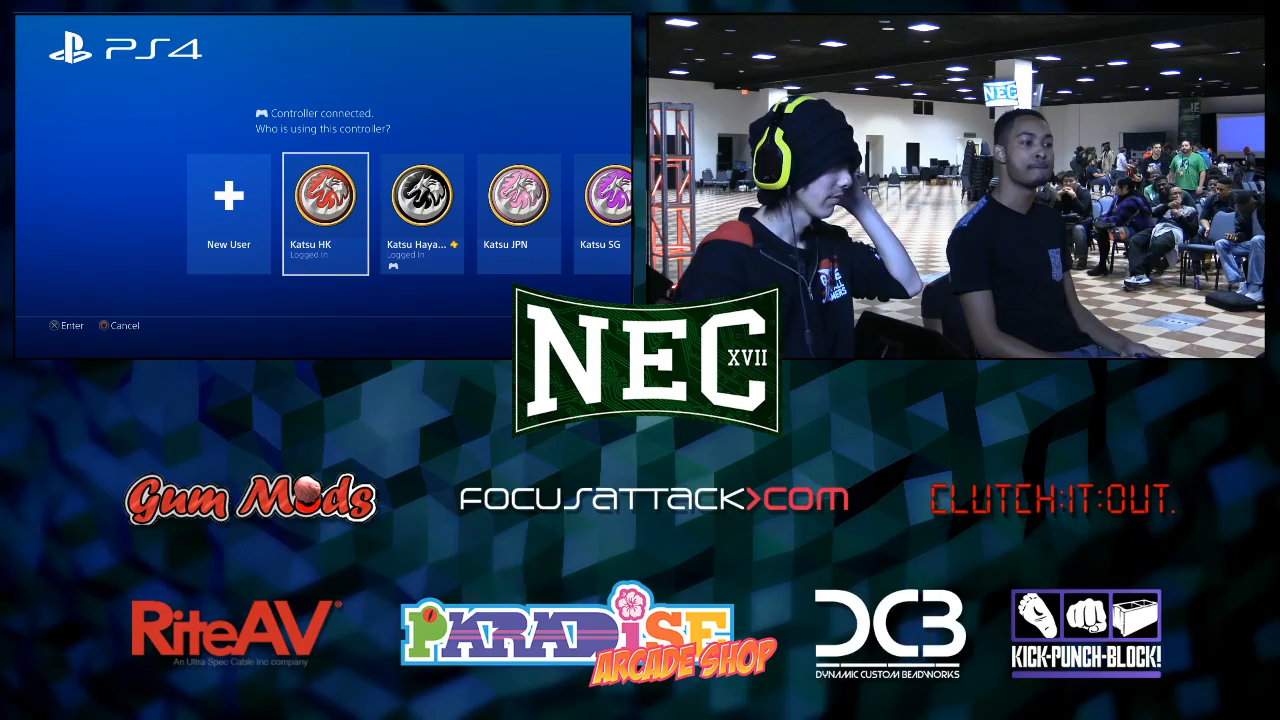 PS4
Controller connected.
Who is using this controller?
New User
Katsu HK
Logged In
Katsu Haya...
Logged In
Katsu JPN
Katsu SG
Enter
Cancel
NEC
NEC
XVII
Gum Mods
FOCUSATTACK>COM
CLUTCH:IT:OUT.
RiteAV
An Ultra Spec Cable Inc company
PARADISE
ARCADE SHOP
DCB
DYNAMIC CUSTOM BEADWORKS
KICK-PUNCH-BLOCK!